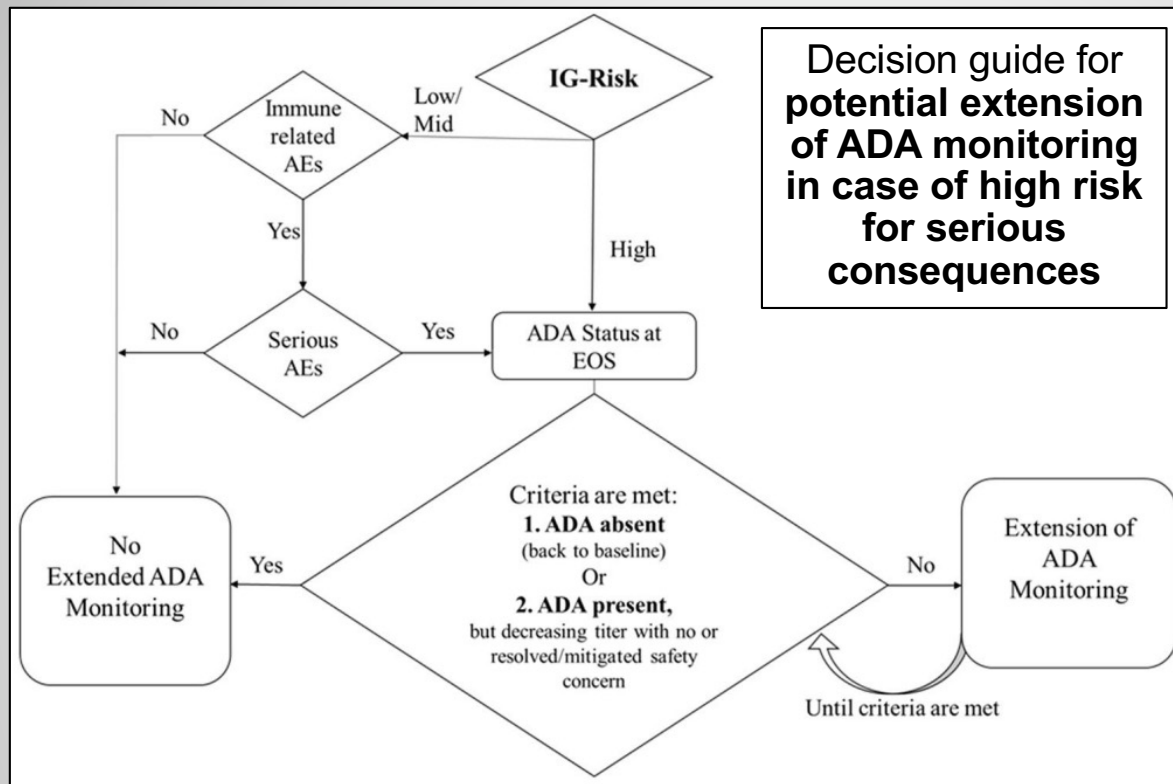 Decision guide for
potential extension
of ADA monitoring
in case of high risk
for serious
consequences
IG-Risk
Low/
Mid
High
Immune
related
AEs
No
Yes
Serious
AEs
No
Yes
ADA Status at
EOS
Criteria are met:
1. ADA absent
(back to baseline)
Or
2. ADA present,
but decreasing titer with no or
resolved/mitigated safety
concern
Yes
No
Extended ADA
Monitoring
No
Extension of
ADA
Monitoring
Until criteria are met